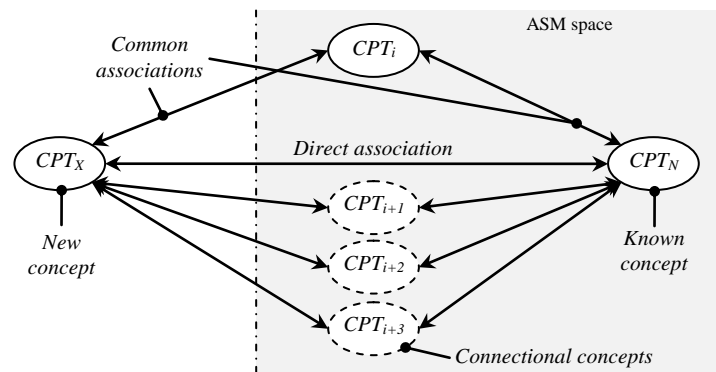 ASM space
Common
associations
CPTi
Direct association
CPTX
CPTN
CPTi+1
New
concept
CPTi+2
Known
concept
CPTi+3
Connectional concepts